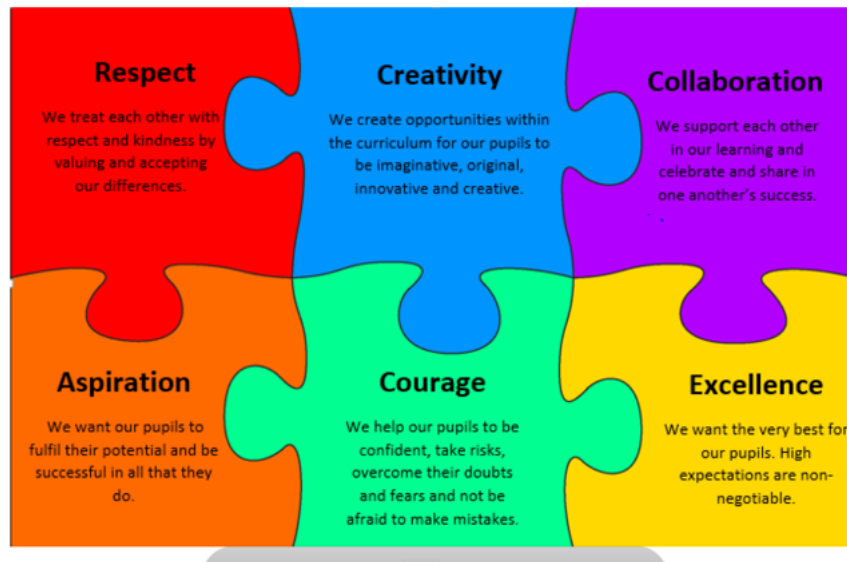 Respect
We treat each other with
respect and kindness by
valuing and accepting
our differences.
Creativity
We create opportunities within
the curriculum for our pupils to
be imaginative, original,
innovative and creative.
Collaboration
We support each other
in our learning and
celebrate and share in
one another’s success.
Aspiration
We want our pupils to
fulfil their potential and be
successful in all that they
do.
Courage
We help our pupils to be
confident, take risks,
overcome their doubts
and fears and not be
afraid to make mistakes.
Excellence
We want the very best for
our pupils. High
expectations are non-
negotiable.